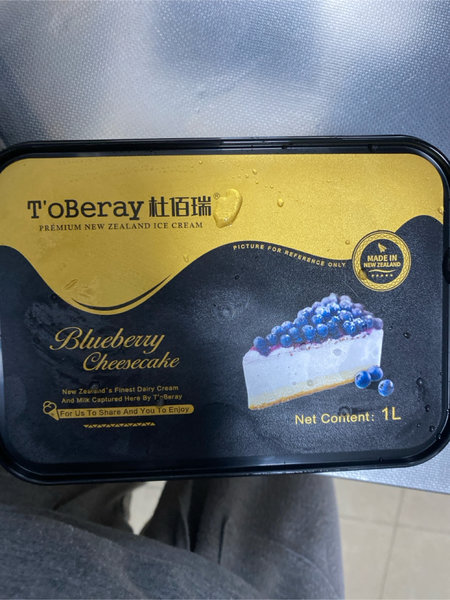 T'oBeray 杜佰瑞®
PREMIUM NEW ZEALAND ICE CREAM
PICTURE FOR REFERENCE ONLY
MADE IN
NEW ZEALAND
Blueberry
Cheesecake
New Zealand's Finest Dairy Cream
And Milk Captured Here By T'oBeray
For Us To Share And You To Enjoy
Net Content: 1L